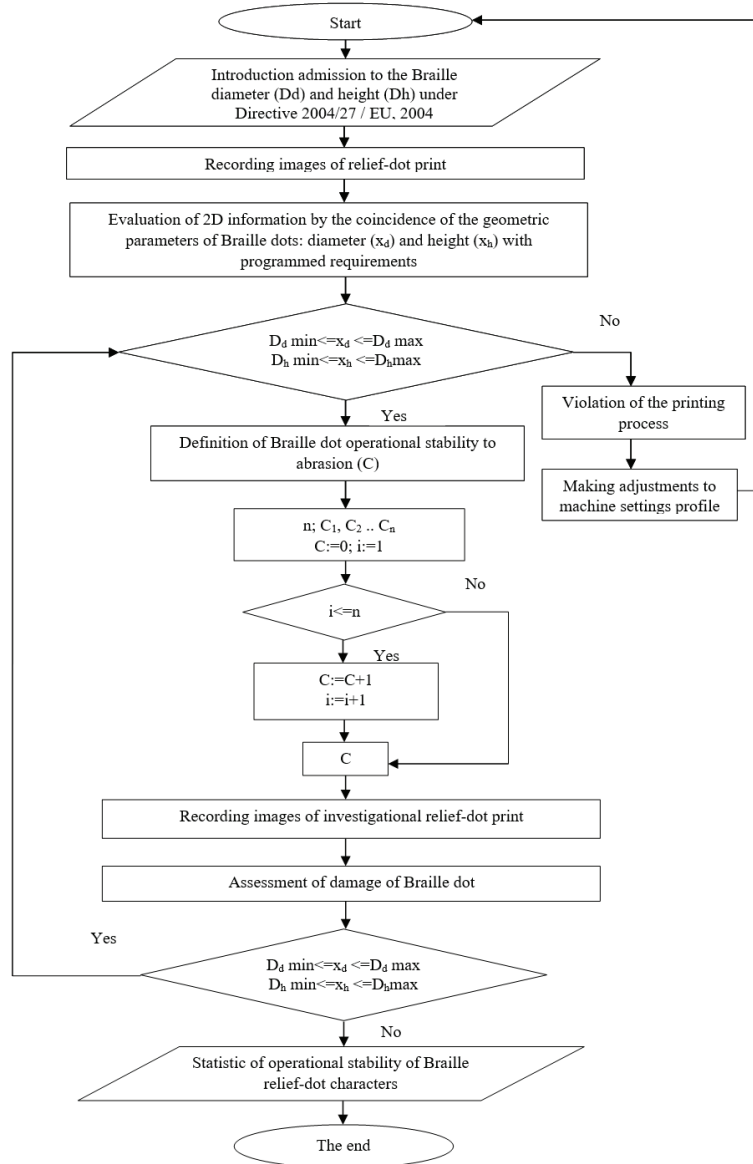 Start
Introduction admission to the Braille
diameter (Dd) and height (Dh) under
Directive 2004/27 / EU, 2004
Recording images of relief-dot print
Evaluation of 2D information by the coincidence of the geometric
parameters of Braille dots: diameter (xd) and height (xh) with
programmed requirements
No
Dd min<=xd <=Dd max
Dh min<=xh <=Dhmax
Yes
Violation of the printing
process
Definition of Braille dot operational stability to
abrasion (C)
Making adjustments to
machine settings profile
n; C1, C2 .. Cn
C:=0; i:=1
No
i<=n
Yes
C:=C+1
i:=i+1
C
Recording images of investigational relief-dot print
Assessment of damage of Braille dot
Yes
Dd min<=xd <=Dd max
Dh min<=xh <=Dhmax
No
Statistic of operational stability of Braille
relief-dot characters
The end